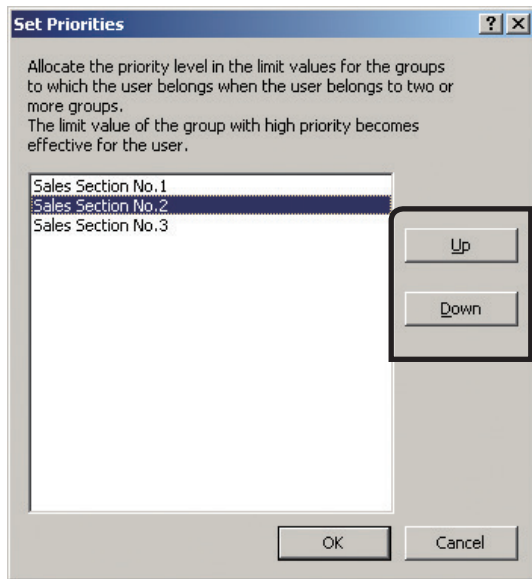 Set Priorities
Allocate the priority level in the limit values for the groups
to which the user belongs when the user belongs to two or
more groups.
The limit value of the group with high priority becomes
effective for the user.
Sales Section No.1
Sales Section No.2
Sales Section No.3
Up
Down
OK
Cancel